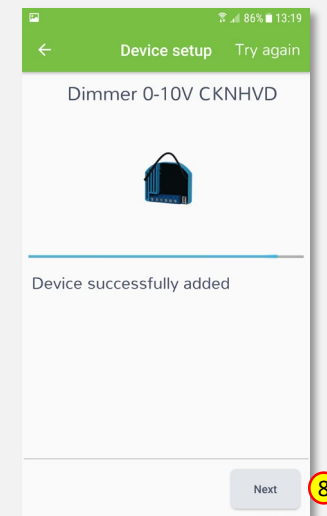 86% 13:19
Device setup Try again
Dimmer 0-10V CKNHVD
Device successfully added
Next
8